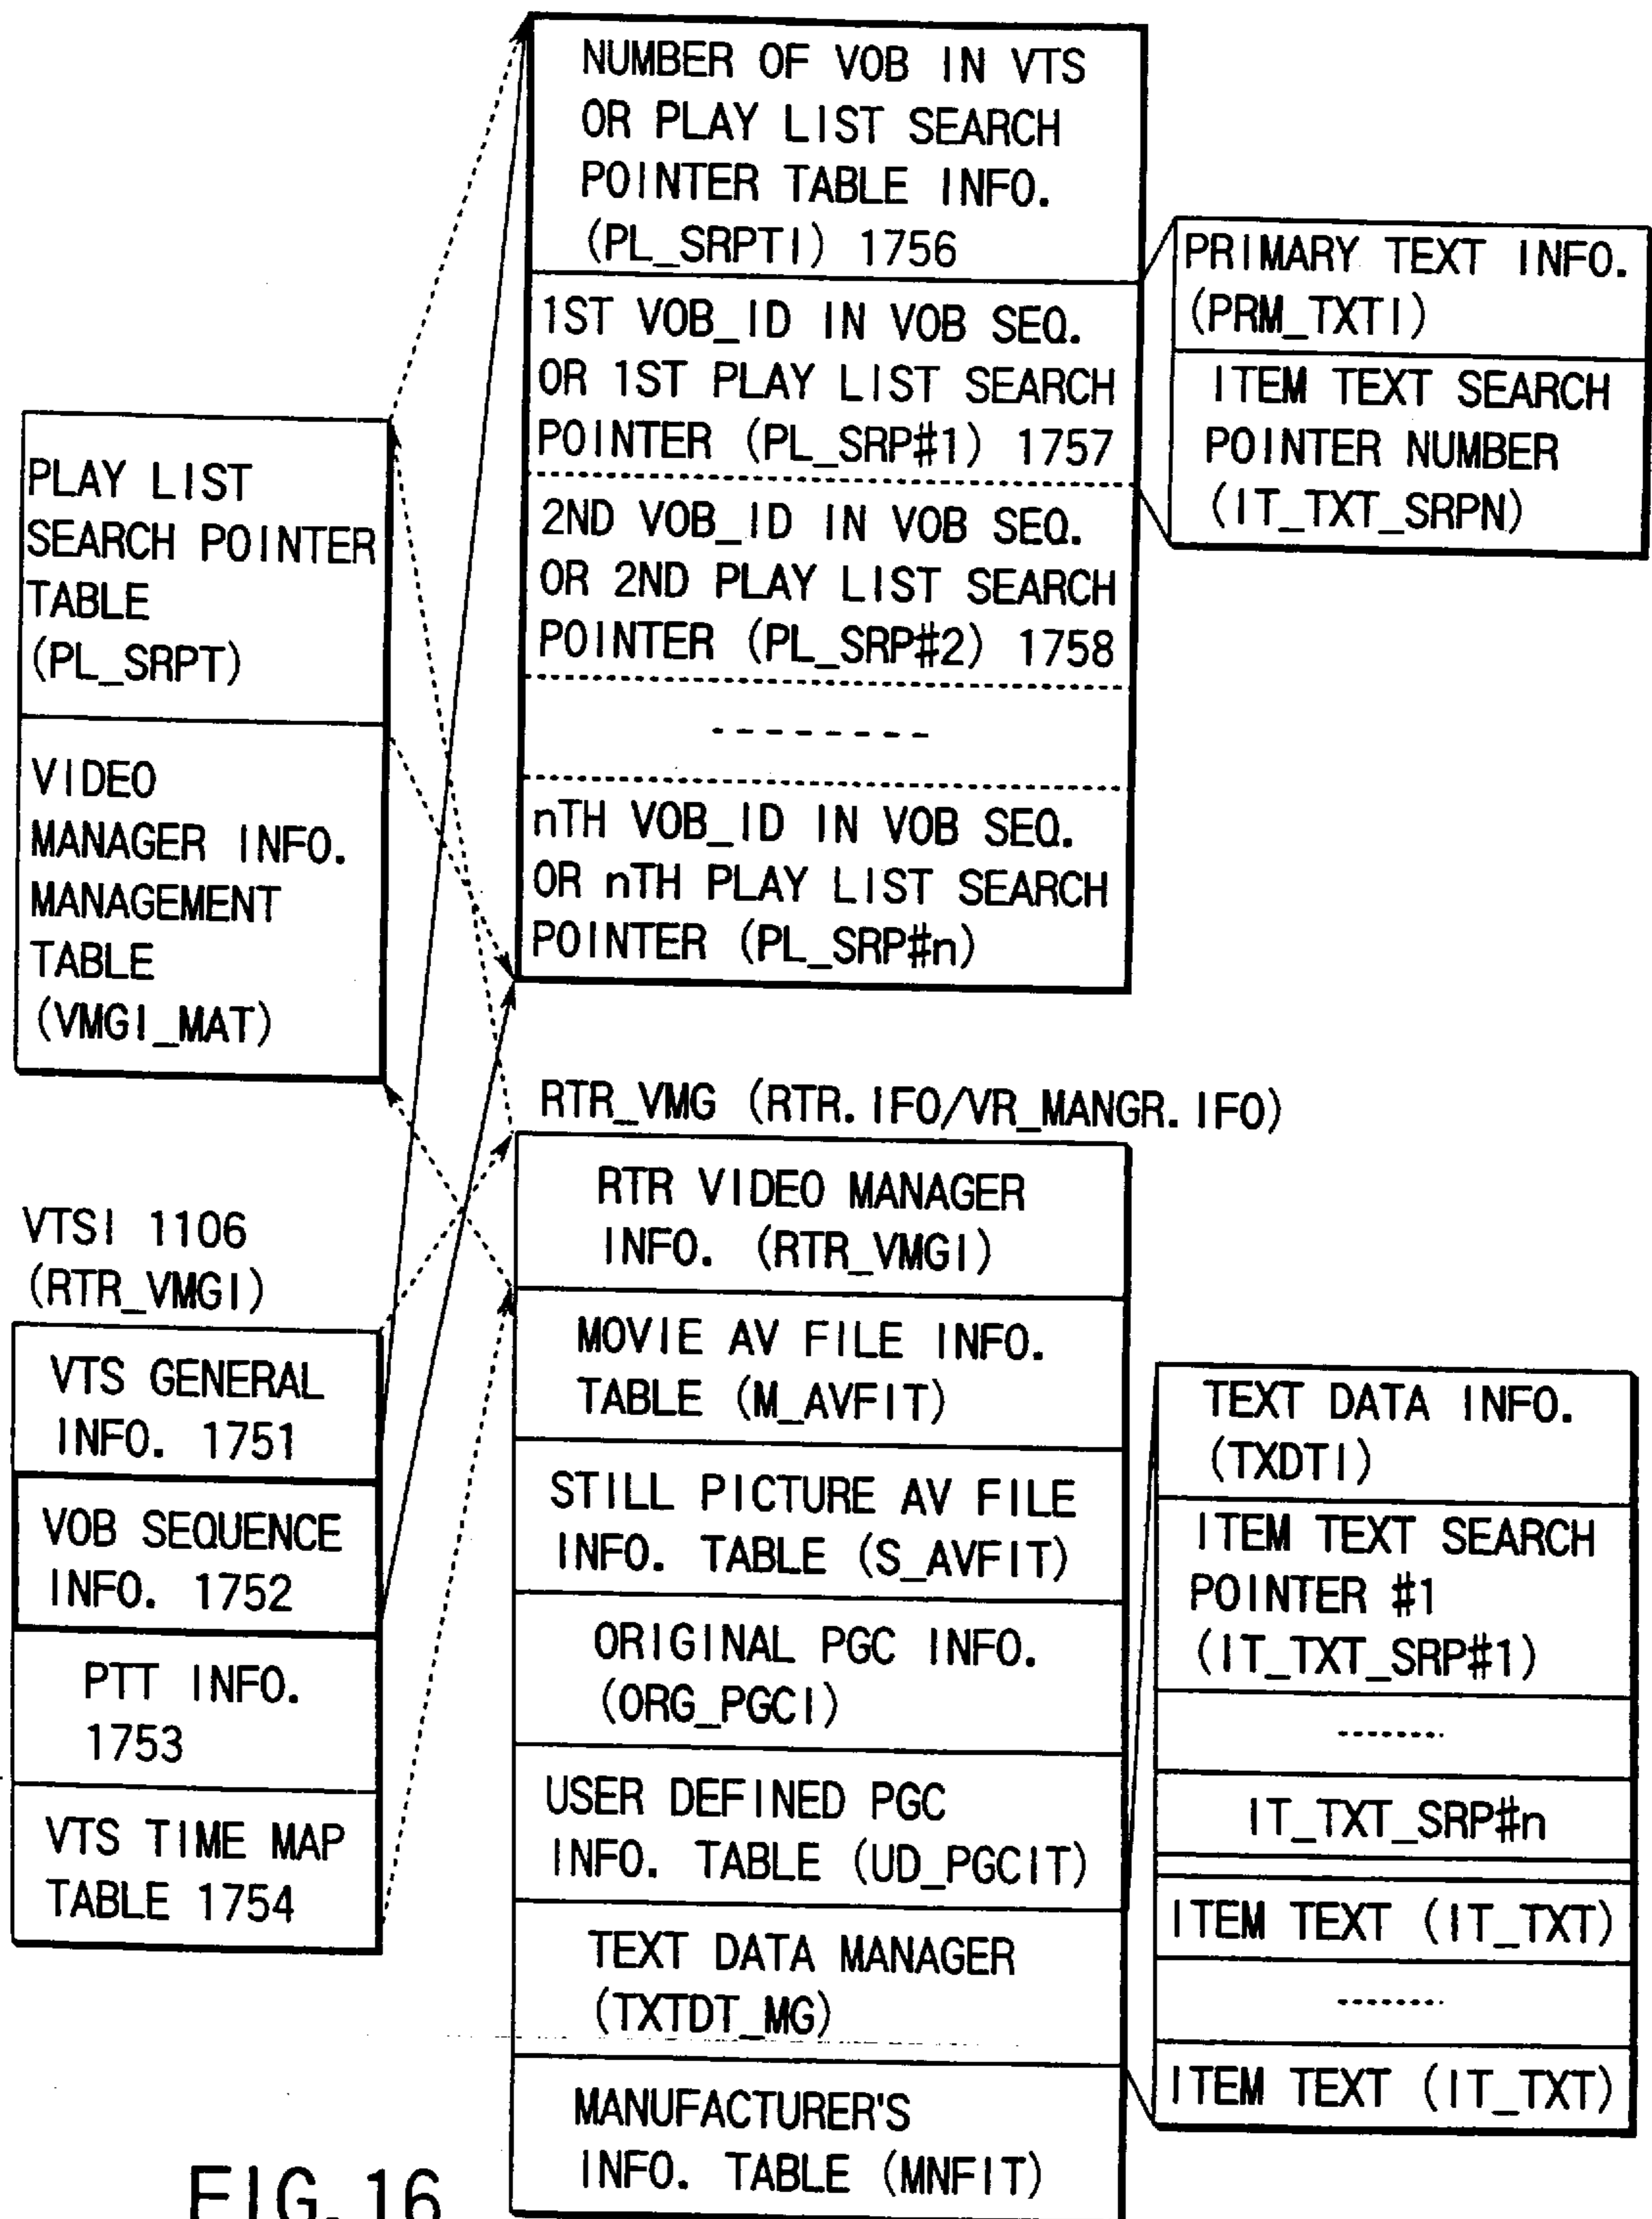 NUMBER OF VOB IN VTS
OR PLAY LIST SEARCH
POINTER TABLE INFO.
(PL_SRPTI) 1756
1ST VOB_ID IN VOB SEQ.
OR 1ST PLAY LIST SEARCH
POINTER (PL_SRP#1) 1757
2ND VOB_ID IN VOB SEQ.
OR 2ND PLAY LIST SEARCH
POINTER (PL_SRP#2) 1758
nTH VOB_ID IN VOB SEQ.
OR nTH PLAY LIST SEARCH
POINTER (PL_SRP#n)
PRIMARY TEXT INFO.
(PRM_TXTI)
ITEM TEXT SEARCH
POINTER NUMBER
(IT_TXT_SRPN)
PLAY LIST
SEARCH POINTER
TABLE
(PL_SRPT)
VIDEO
MANAGER INFO.
MANAGEMENT
TABLE
(VMGI_MAT)
VTSI 1106
(RTR_VMGI)
VTS GENERAL
INFO. 1751
VOB SEQUENCE
INFO. 1752
PTT INFO.
1753
VTS TIME MAP
TABLE 1754
RTR_VMG (RTR.IFO/VR_MANGR.IFO)
RTR VIDEO MANAGER
INFO. (RTR_VMGI)
MOVIE AV FILE INFO.
TABLE (M_AVFIT)
STILL PICTURE AV FILE
INFO. TABLE (S_AVFIT)
ORIGINAL PGC INFO.
(ORG_PGCI)
USER DEFINED PGC
INFO. TABLE (UD_PGCIT)
TEXT DATA MANAGER
(TXTDT_MG)
MANUFACTURER'S
INFO. TABLE (MNFIT)
TEXT DATA INFO.
(TXDTI)
ITEM TEXT SEARCH
POINTER #1
(IT_TXT_SRP#1)
IT_TXT_SRP#n
ITEM TEXT (IT_TXT)
ITEM TEXT (IT_TXT)
FIG. 16